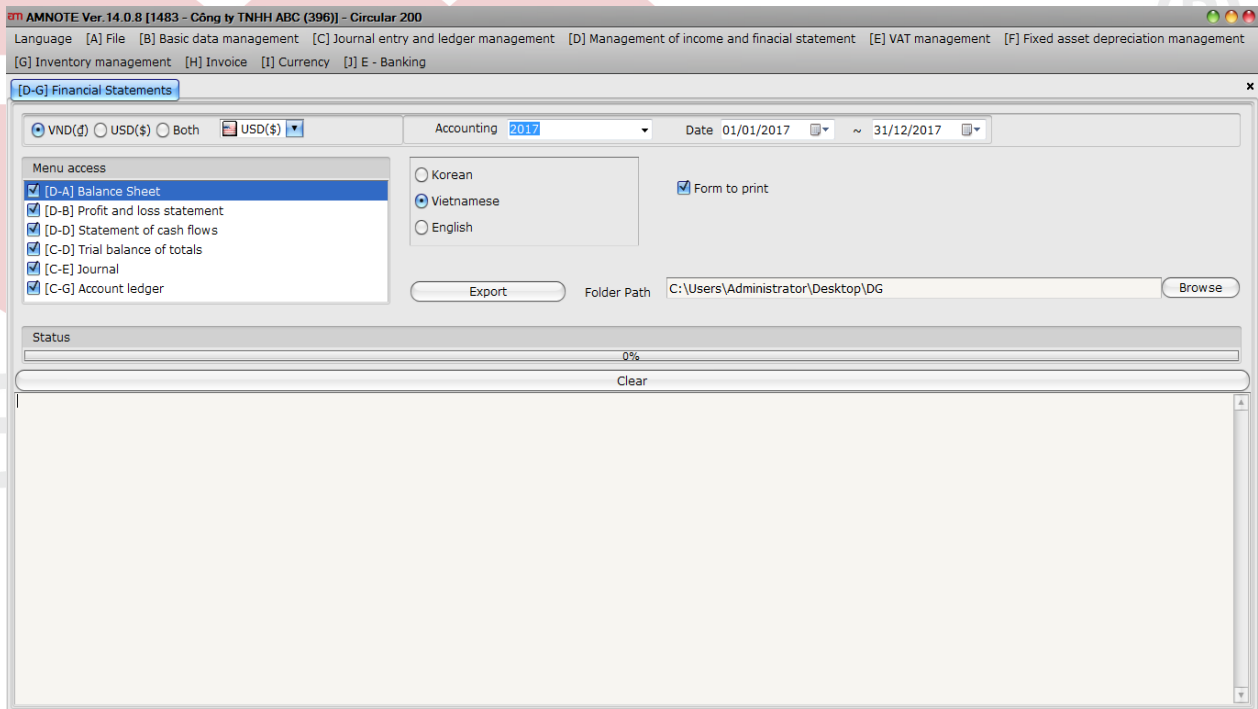 am AMNOTE Ver.14.0.8 [1483 - Công ty TNHH ABC (396)] - Circular 200
Language [A] File [B] Basic data management [C] Journal entry and ledger management [D] Management of income and finacial statement [E] VAT management [F] Fixed asset depreciation management
[G] Inventory management [H] Invoice [I] Currency [J] E - Banking
[D-G] Financial Statements x
VND(₫) USD($) Both USD($) Accounting 2017 Date 01/01/2017 ~ 31/12/2017
Menu access
[D-A] Balance Sheet
[D-B] Profit and loss statement
[D-D] Statement of cash flows
[C-D] Trial balance of totals
[C-E] Journal
[C-G] Account ledger
Korean
Vietnamese
English
Form to print
Export Folder Path C:\Users\Administrator\Desktop\DG Browse
Status
0%
Clear